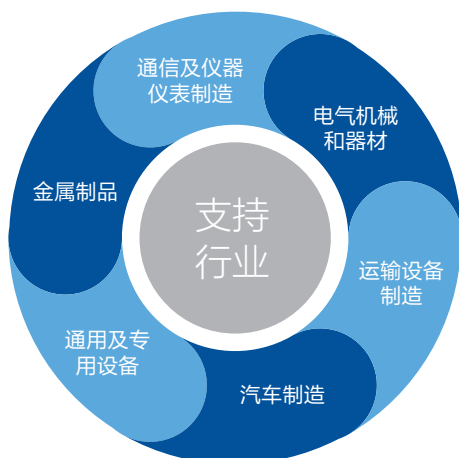 通信及仪器
仪表制造
电气机械
和器材
运输设备
制造
汽车制造
通用及专
用设备
金属制品
支持
行业